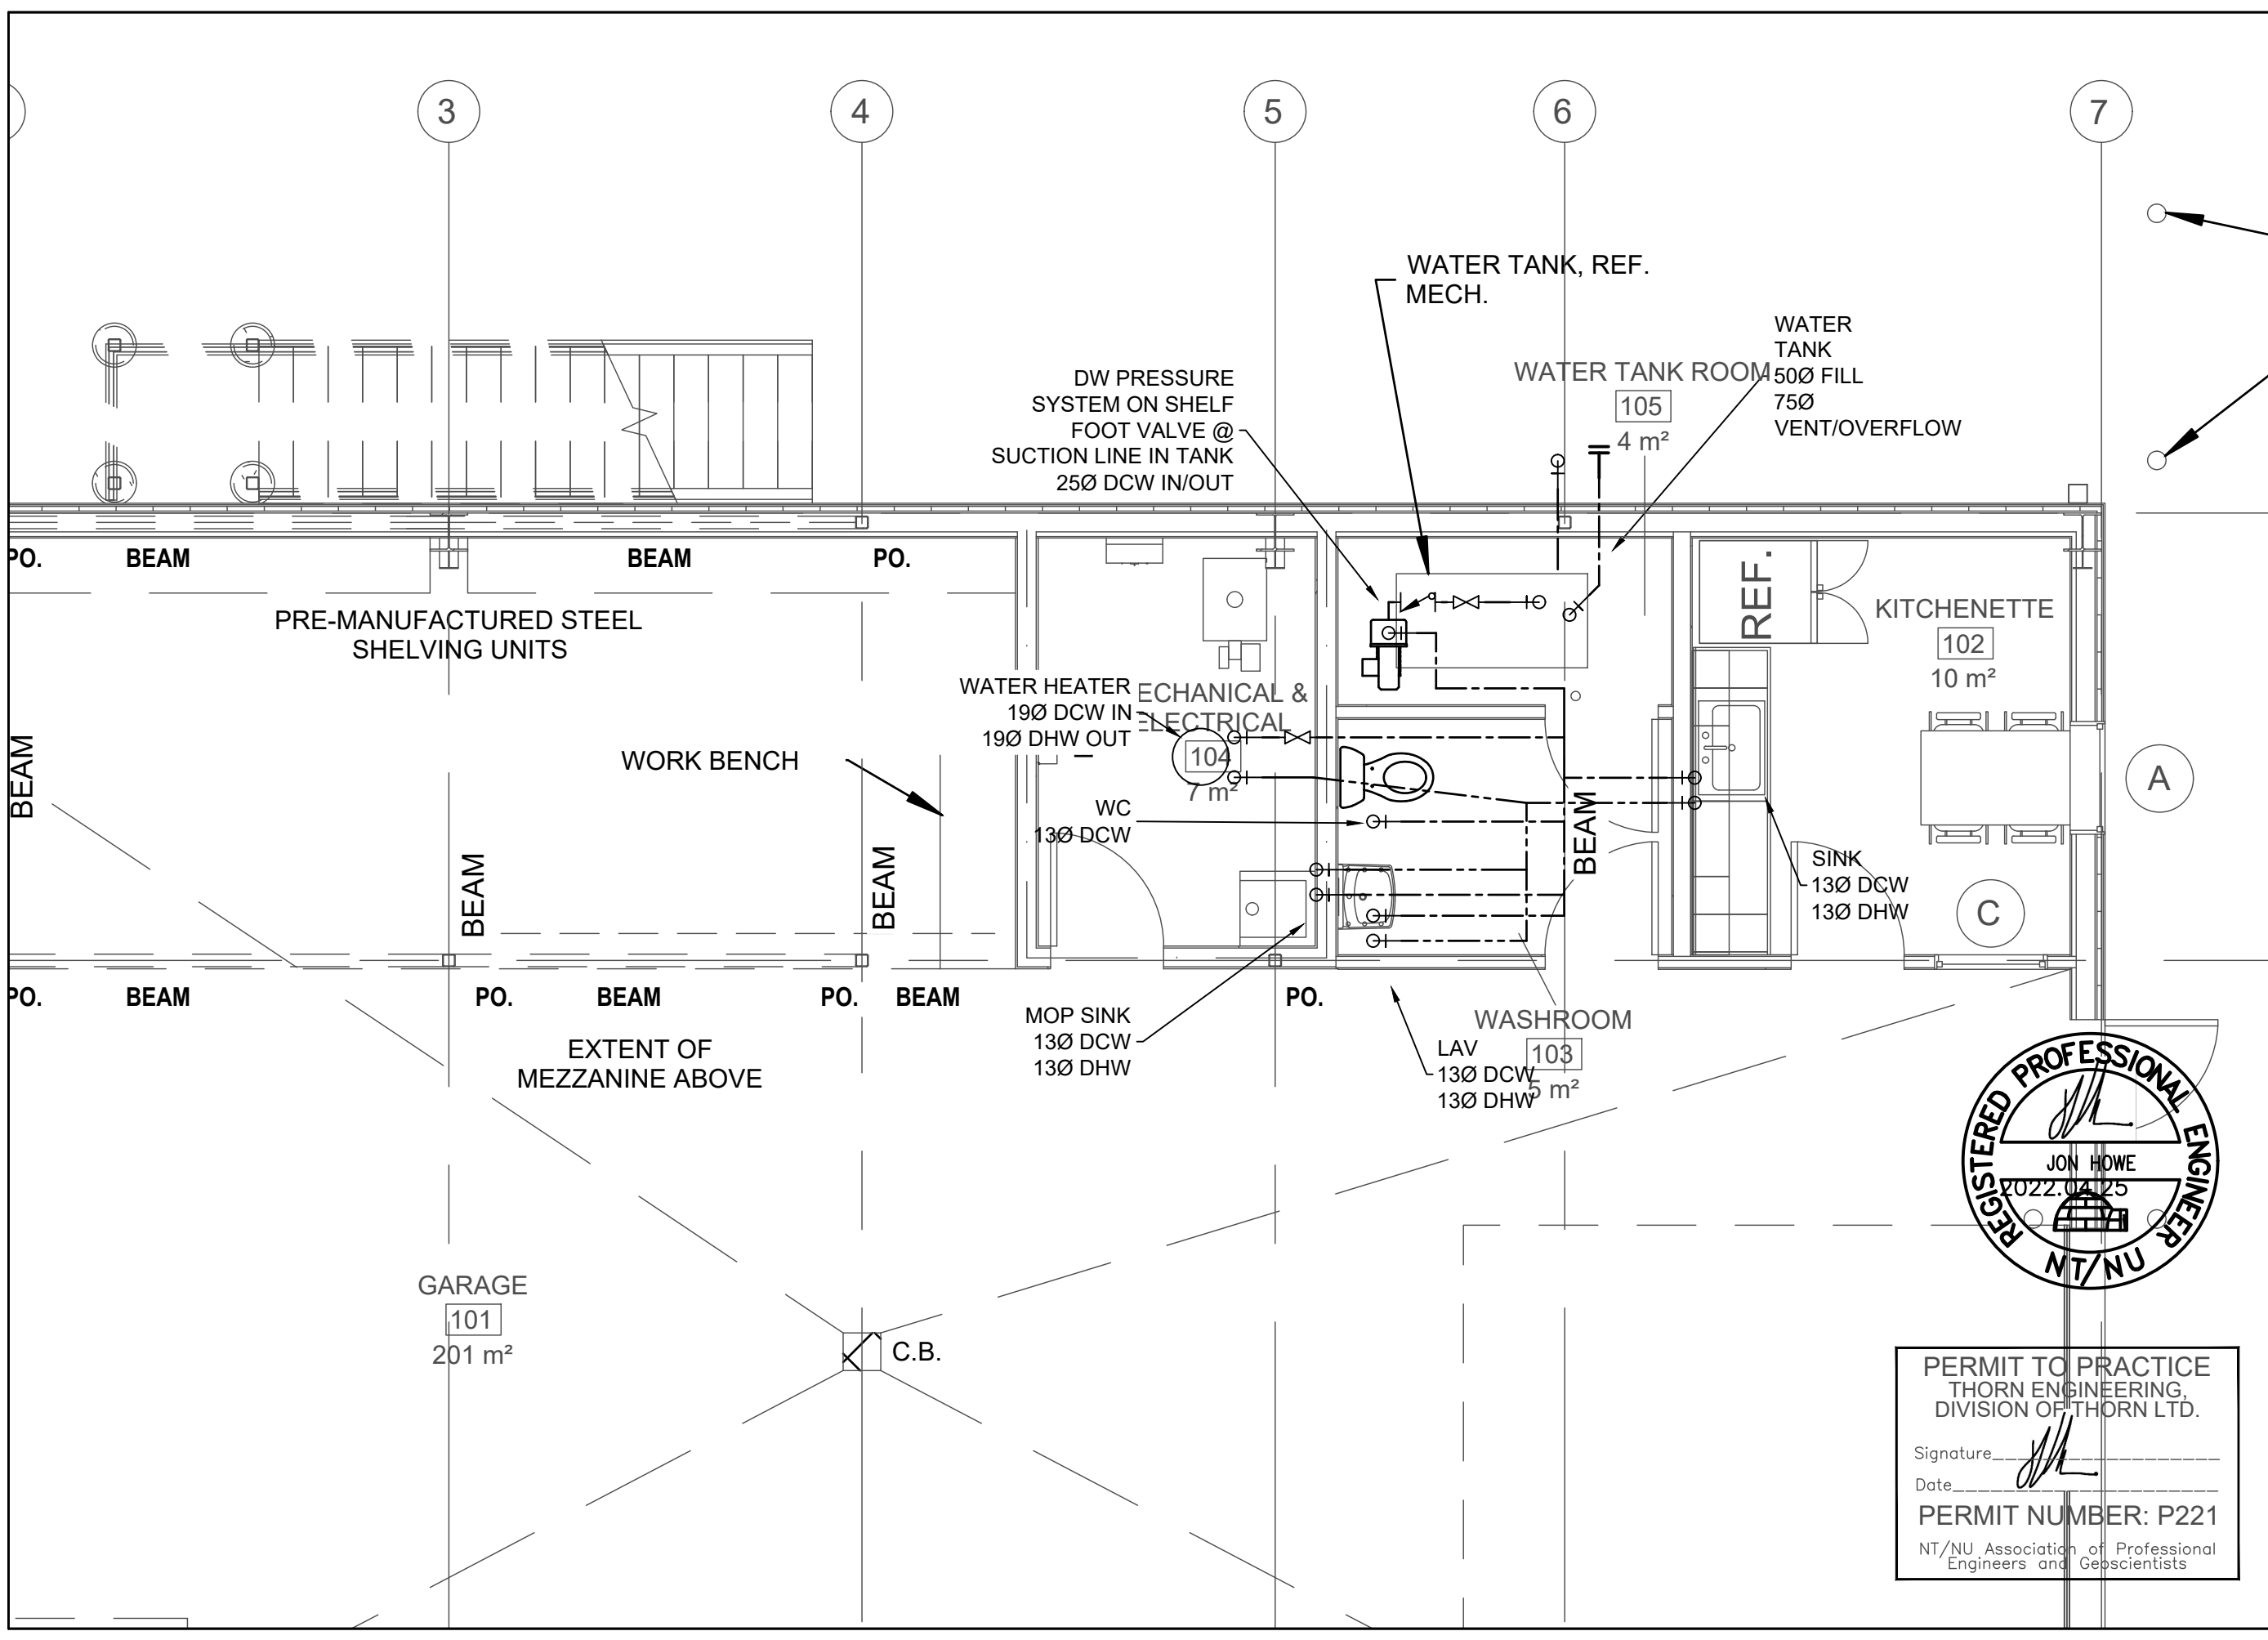 3
4
5
6
7
WATER TANK, REF.
MECH.
WATER
TANK
50Ø FILL
75Ø
VENT/OVERFLOW
WATER TANK ROOM
105
4 m²
DW PRESSURE
SYSTEM ON SHELF
FOOT VALVE @
SUCTION LINE IN TANK
25Ø DCW IN/OUT
PO.
BEAM
BEAM
PO.
PRE-MANUFACTURED STEEL
SHELVING UNITS
REF.
KITCHENETTE
102
10 m²
WATER HEATER
19Ø DCW IN
19Ø DHW OUT
ECHANICAL &
ELECTRICAL
104
7 m²
WORK BENCH
BEAM
BEAM
BEAM
BEAM
WC
13Ø DCW
A
SINK
13Ø DCW
13Ø DHW
C
PO.
BEAM
PO.
BEAM
PO.
BEAM
PO.
EXTENT OF
MEZZANINE ABOVE
MOP SINK
13Ø DCW
13Ø DHW
WASHROOM
103
5 m²
LAV
13Ø DCW
13Ø DHW
REGISTERED PROFESSIONAL ENGINEER
JON HOWE
2022.04.25
NT/NU
GARAGE
101
201 m²
C.B.
PERMIT TO PRACTICE
THORN ENGINEERING,
DIVISION OF THORN LTD.
Signature
Date
PERMIT NUMBER: P221
NT/NU Association of Professional
Engineers and Geoscientists